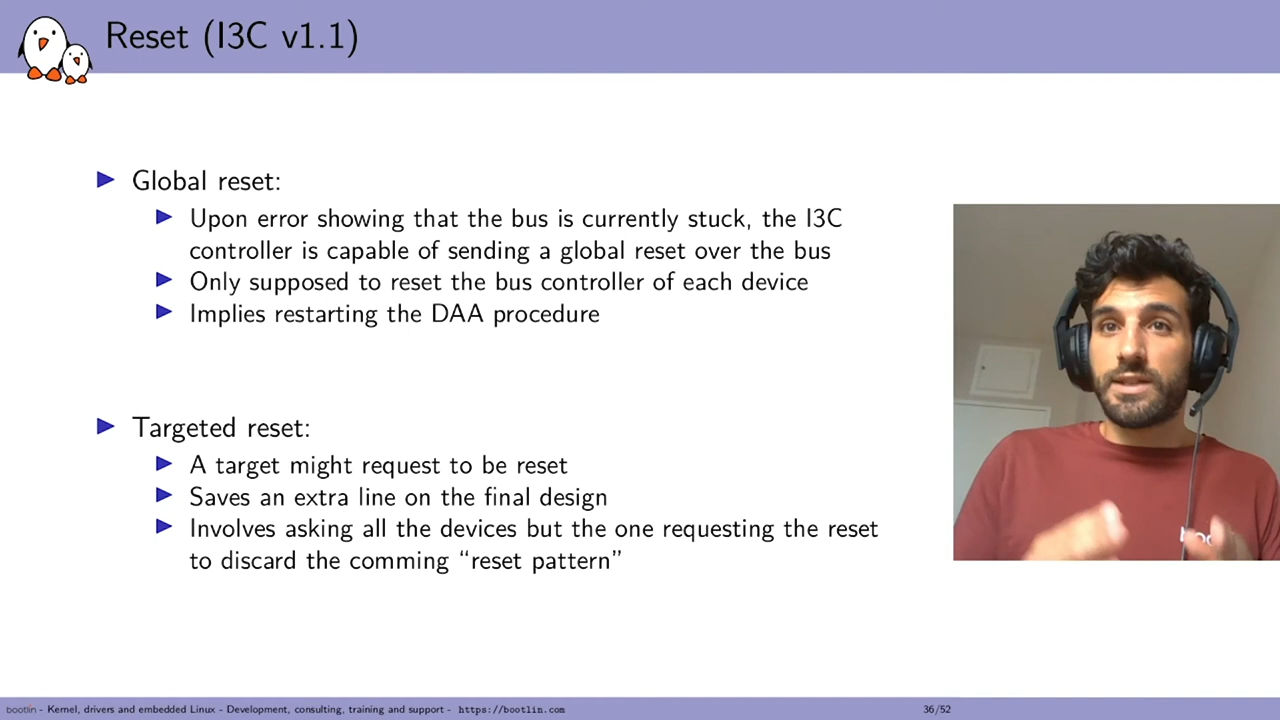 Reset (I3C v1.1)
Global reset:
Upon error showing that the bus is currently stuck, the I3C
controller is capable of sending a global reset over the bus
Only supposed to reset the bus controller of each device
Implies restarting the DAA procedure
Targeted reset:
A target might request to be reset
Saves an extra line on the final design
Involves asking all the devices but the one requesting the reset
to discard the comming “reset pattern”
bootlin - Kernel, drivers and embedded Linux - Development, consulting, training and support - https://bootlin.com
36/52